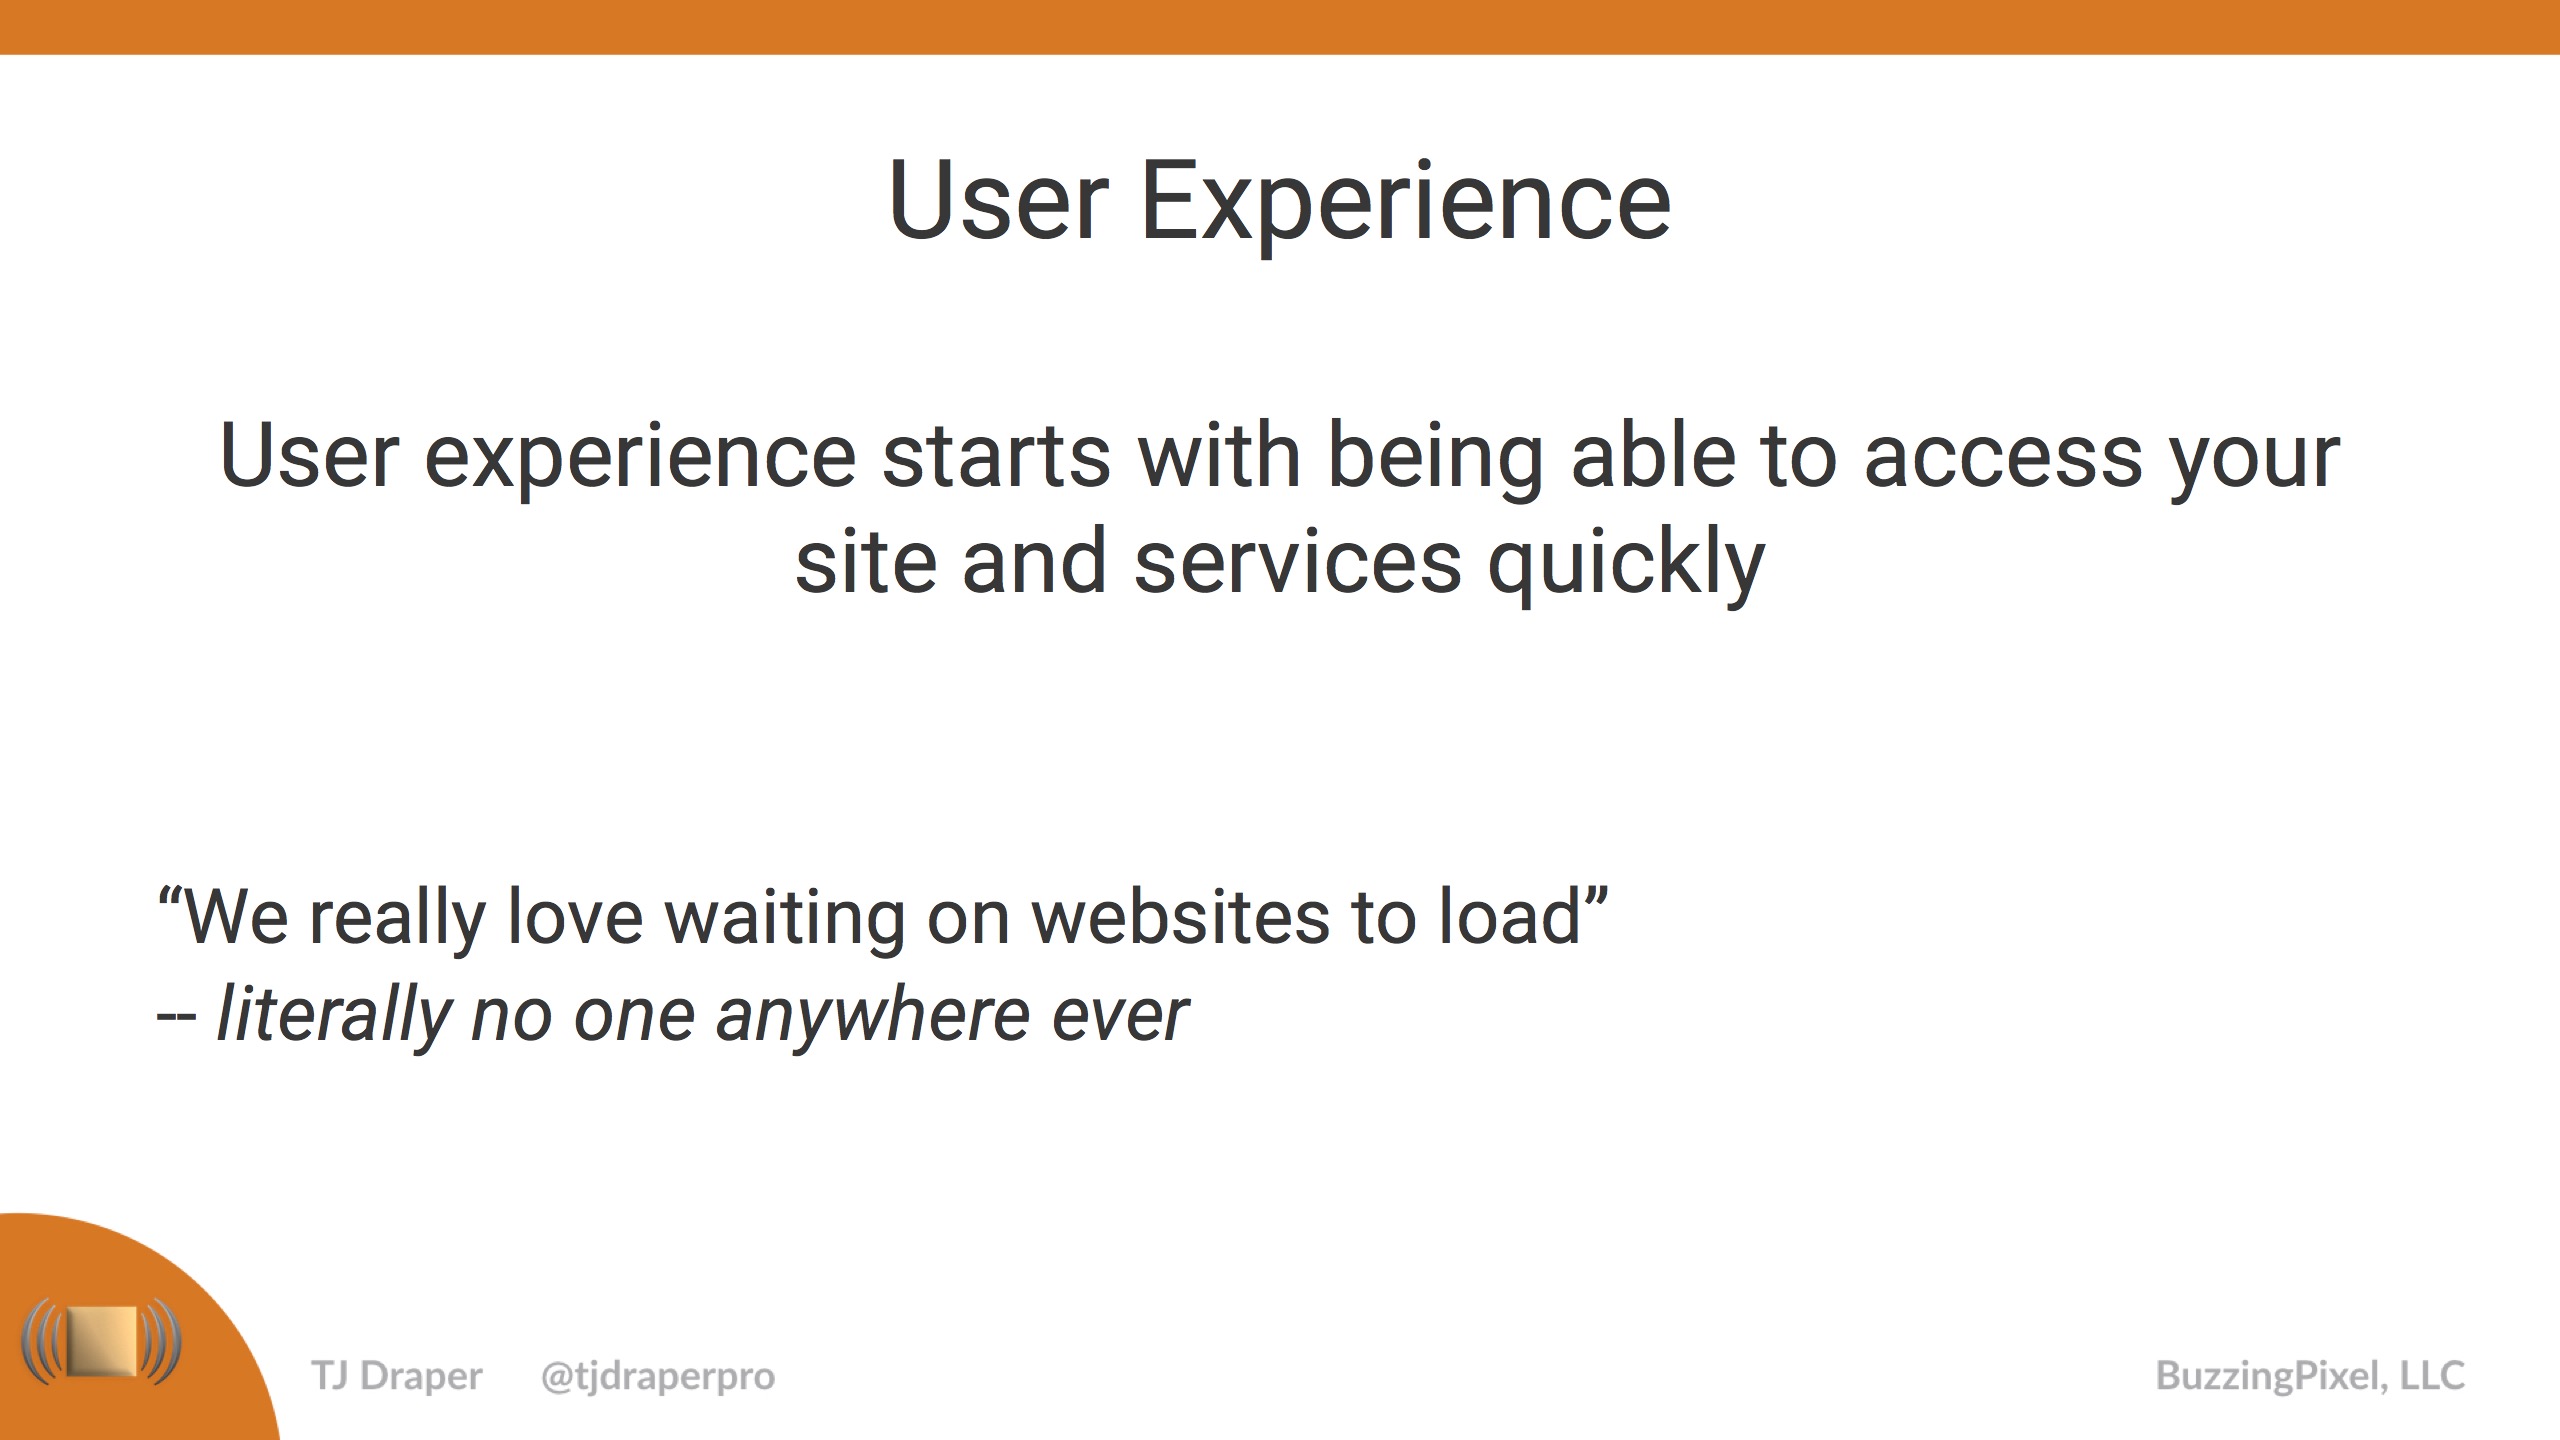 User Experience
User experience starts with being able to access your
site and services quickly
“We really love waiting on websites to load”
-- literally no one anywhere ever
TJ Draper @tjdraperpro
BuzzingPixel, LLC